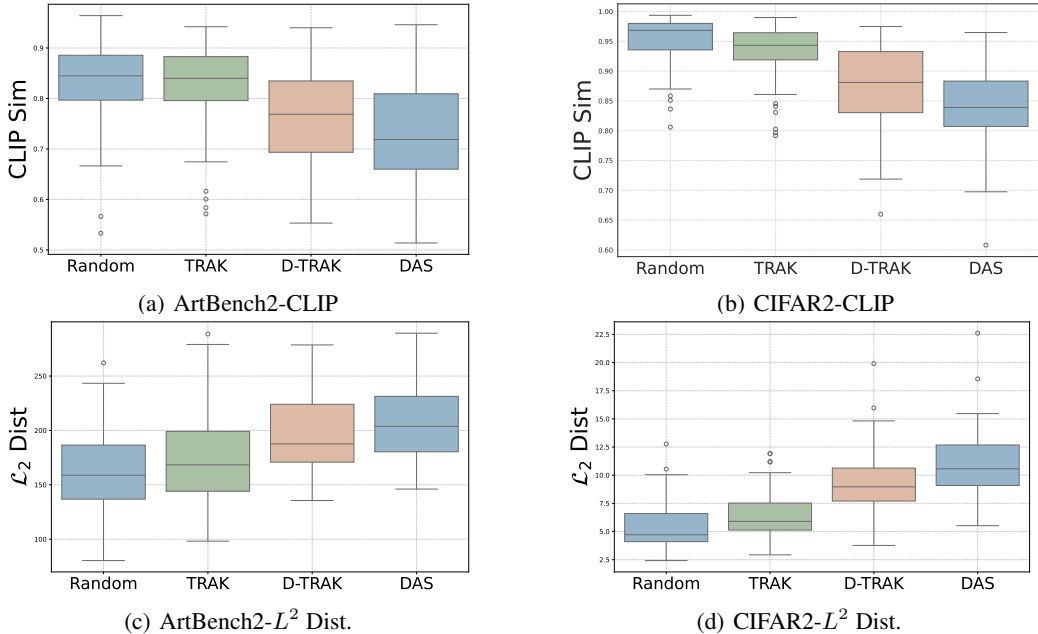 CLIP Sim
0.9
0.8
0.7
0.6
0.5
Random TRAK D-TRAK DAS
(a) ArtBench2-CLIP
CLIP Sim
1.00
0.95
0.90
0.85
0.80
0.75
0.70
0.65
0.60
Random TRAK D-TRAK DAS
(b) CIFAR2-CLIP
ℒ₂ Dist
250
200
150
100
Random TRAK D-TRAK DAS
(c) ArtBench2-L² Dist.
ℒ₂ Dist
22.5
20.0
17.5
15.0
12.5
10.0
7.5
5.0
2.5
Random TRAK D-TRAK DAS
(d) CIFAR2-L² Dist.